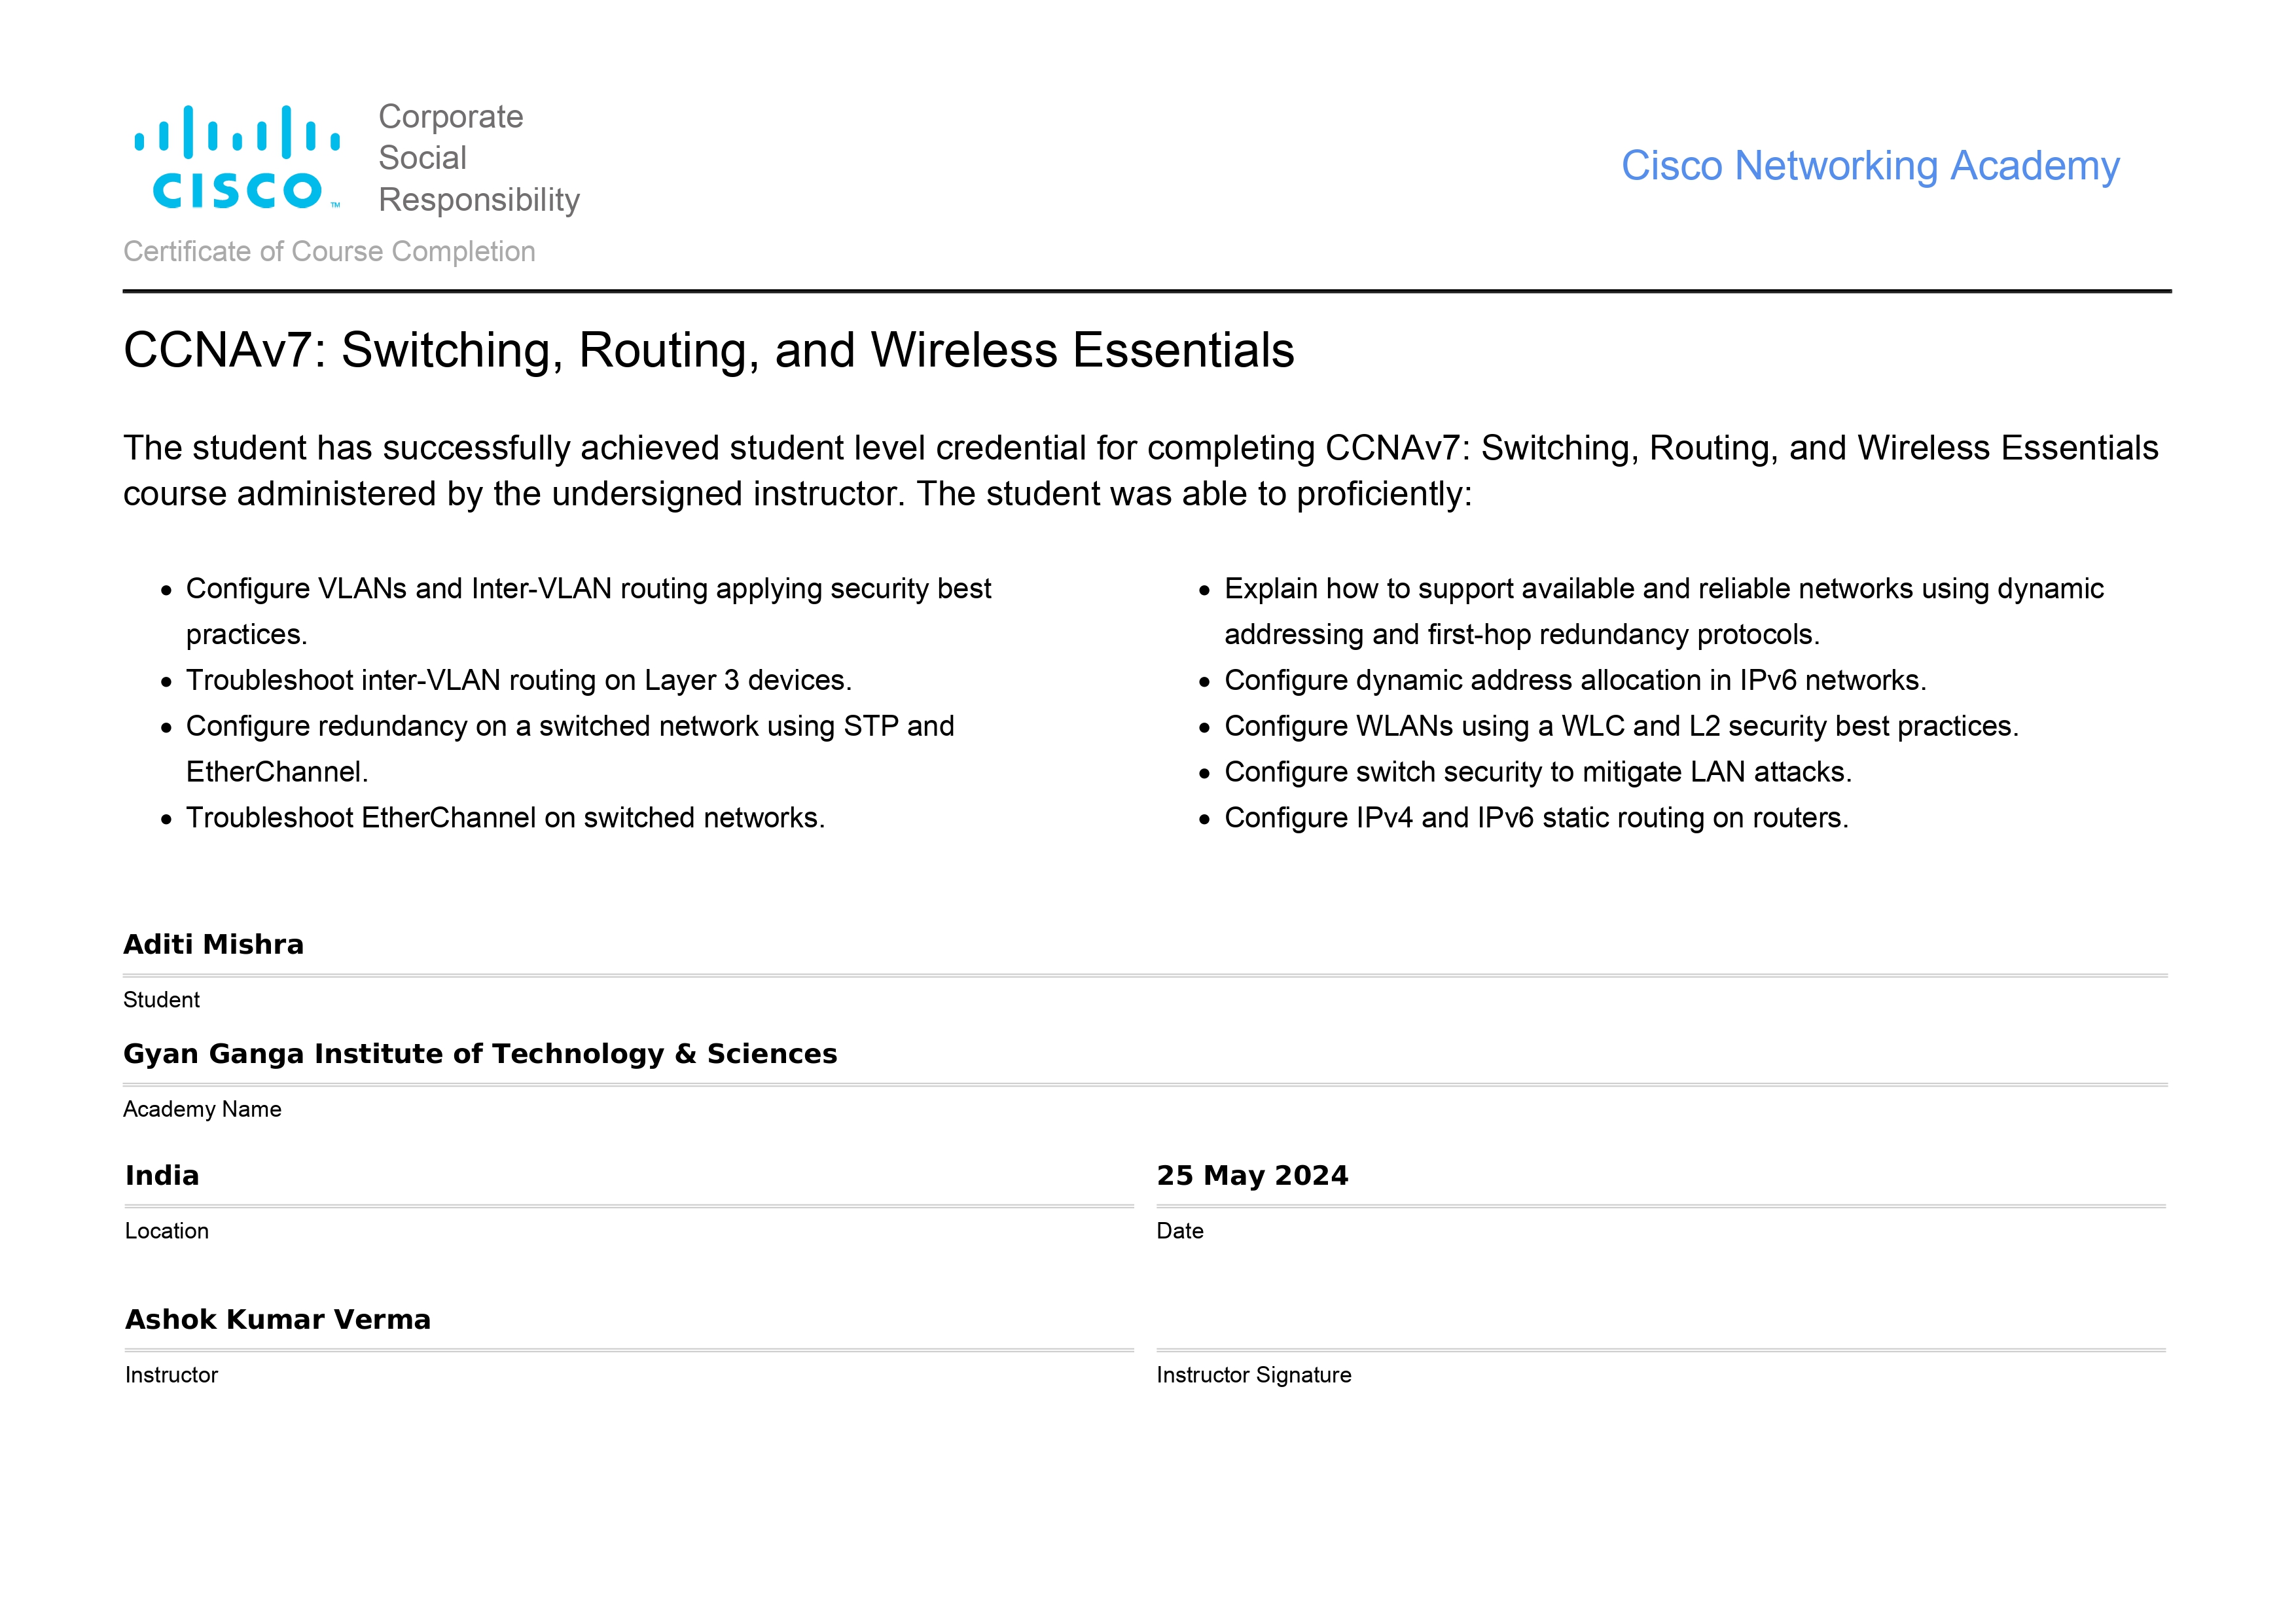 Corporate
Social
Responsibility
CISCO™
Cisco Networking Academy
Certificate of Course Completion
CCNAv7: Switching, Routing, and Wireless Essentials
The student has successfully achieved student level credential for completing CCNAv7: Switching, Routing, and Wireless Essentials
course administered by the undersigned instructor. The student was able to proficiently:
• Configure VLANs and Inter-VLAN routing applying security best
practices.
• Troubleshoot inter-VLAN routing on Layer 3 devices.
• Configure redundancy on a switched network using STP and
EtherChannel.
• Troubleshoot EtherChannel on switched networks.
• Explain how to support available and reliable networks using dynamic
addressing and first-hop redundancy protocols.
• Configure dynamic address allocation in IPv6 networks.
• Configure WLANs using a WLC and L2 security best practices.
• Configure switch security to mitigate LAN attacks.
• Configure IPv4 and IPv6 static routing on routers.
Aditi Mishra
Student
Gyan Ganga Institute of Technology & Sciences
Academy Name
India
Location
25 May 2024
Date
Ashok Kumar Verma
Instructor
Instructor Signature